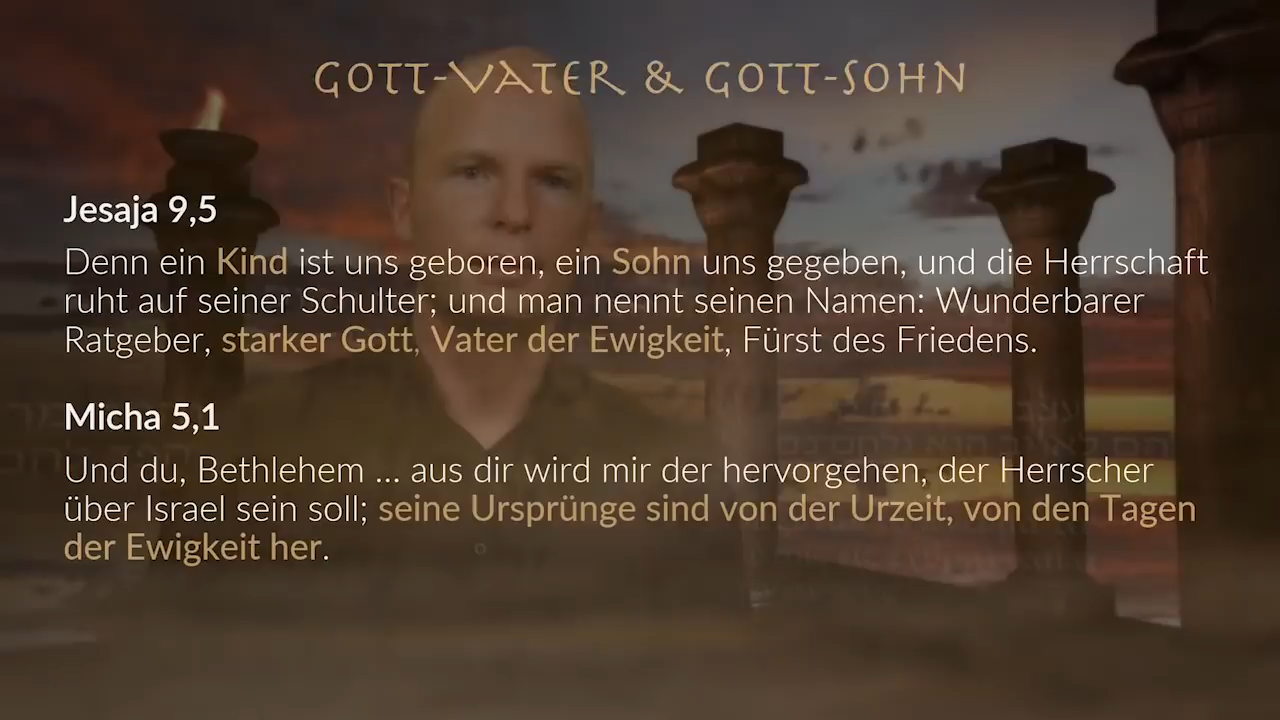 GOTT-VATER & GOTT-SOHN
Jesaja 9,5
Denn ein Kind ist uns geboren, ein Sohn uns gegeben, und die Herrschaft
ruht auf seiner Schulter; und man nennt seinen Namen: Wunderbarer
Ratgeber, starker Gott, Vater der Ewigkeit, Fürst des Friedens.
Micha 5,1
Und du, Bethlehem ... aus dir wird mir der hervorgehen, der Herrscher
über Israel sein soll; seine Ursprünge sind von der Urzeit, von den Tagen
der Ewigkeit her.